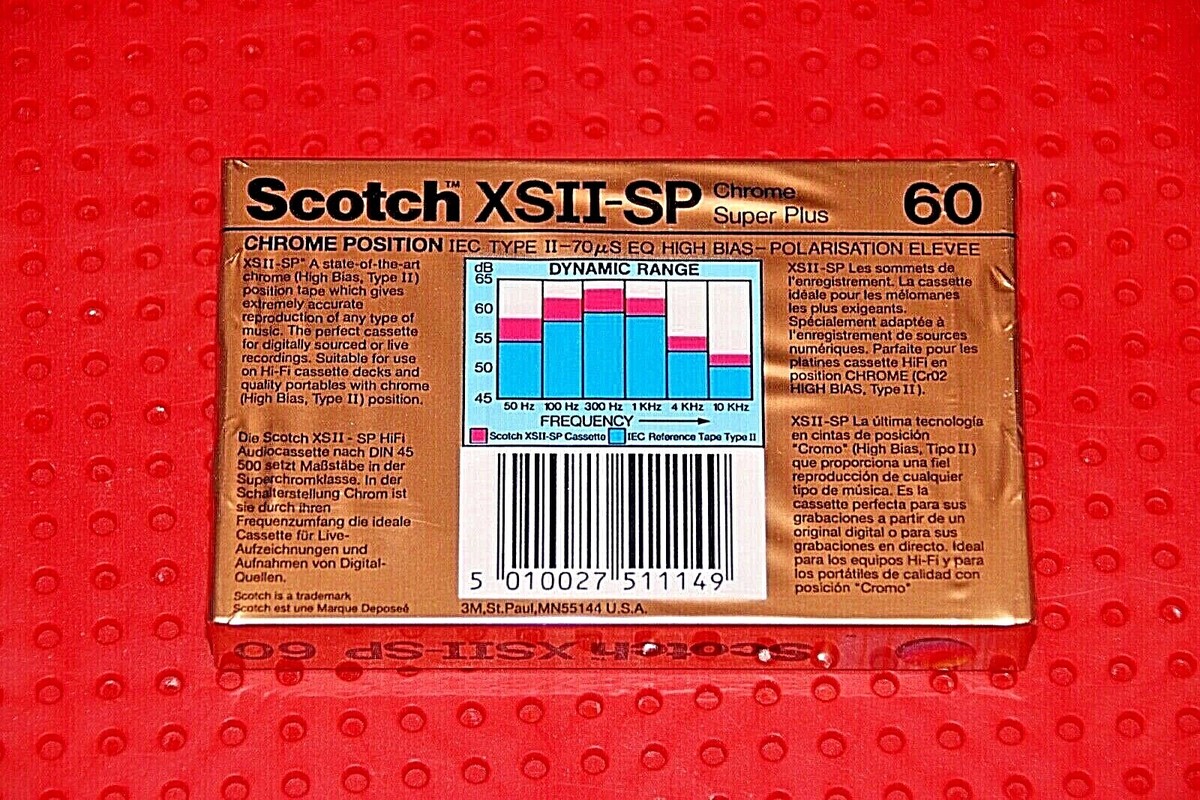 Scotch™ XSII-SP Chrome Super Plus 60
CHROME POSITION IEC TYPE II-70µS EQ HIGH BIAS-POLARISATION ELEVEE
XSII-SP" A state-of-the-art
chrome (High Bias, Type II)
position tape which gives
extremely accurate
reproduction of any type of
music. The perfect cassette
for digitally sourced or live
recordings. Suitable for use
on Hi-Fi cassette decks and
quality portables with chrome
(High Bias, Type II) position.
Die Scotch XSII - SP HiFi
Audiocassette nach DIN 45
500 setzt Maßstäbe in der
Superchromklasse. In der
Schalterstellung Chrom ist
sie durch ihren
Frequenzumfang die ideale
Cassette für Live-
Aufzeichnungen und
Aufnahmen von Digital-
Quellen.
Scotch is a trademark
Scotch est une Marque Deposeé
dB DYNAMIC RANGE
65
60
55
50
45
50 Hz 100 Hz 300 Hz 1 KHz 4 KHz 10 KHz
FREQUENCY
Scotch XSII-SP Cassette IEC Reference Tape Type II
5 010027 511149
3M,St.Paul,MN55144 U.S.A.
XSII-SP Les sommets de
l'enregistrement. La cassette
idéale pour les mélomanes
les plus exigeants.
Spécialement adaptée à
l'enregistrement de sources
numériques. Parfaite pour les
platines cassette HiFi en
position CHROME (Cr02
HIGH BIAS, Type II).
XSII-SP La última tecnología
en cintas de posición
"Cromo" (High Bias, Tipo II)
que proporciona una fiel
reproducción de cualquier
tipo de música. Es la
cassette perfecta para sus
grabaciones a partir de un
original digital o para sus
grabaciones en directo. Ideal
para los equipos Hi-Fi y para
los portátiles de calidad con
posición "Cromo"
Scotch XSII-SP 60